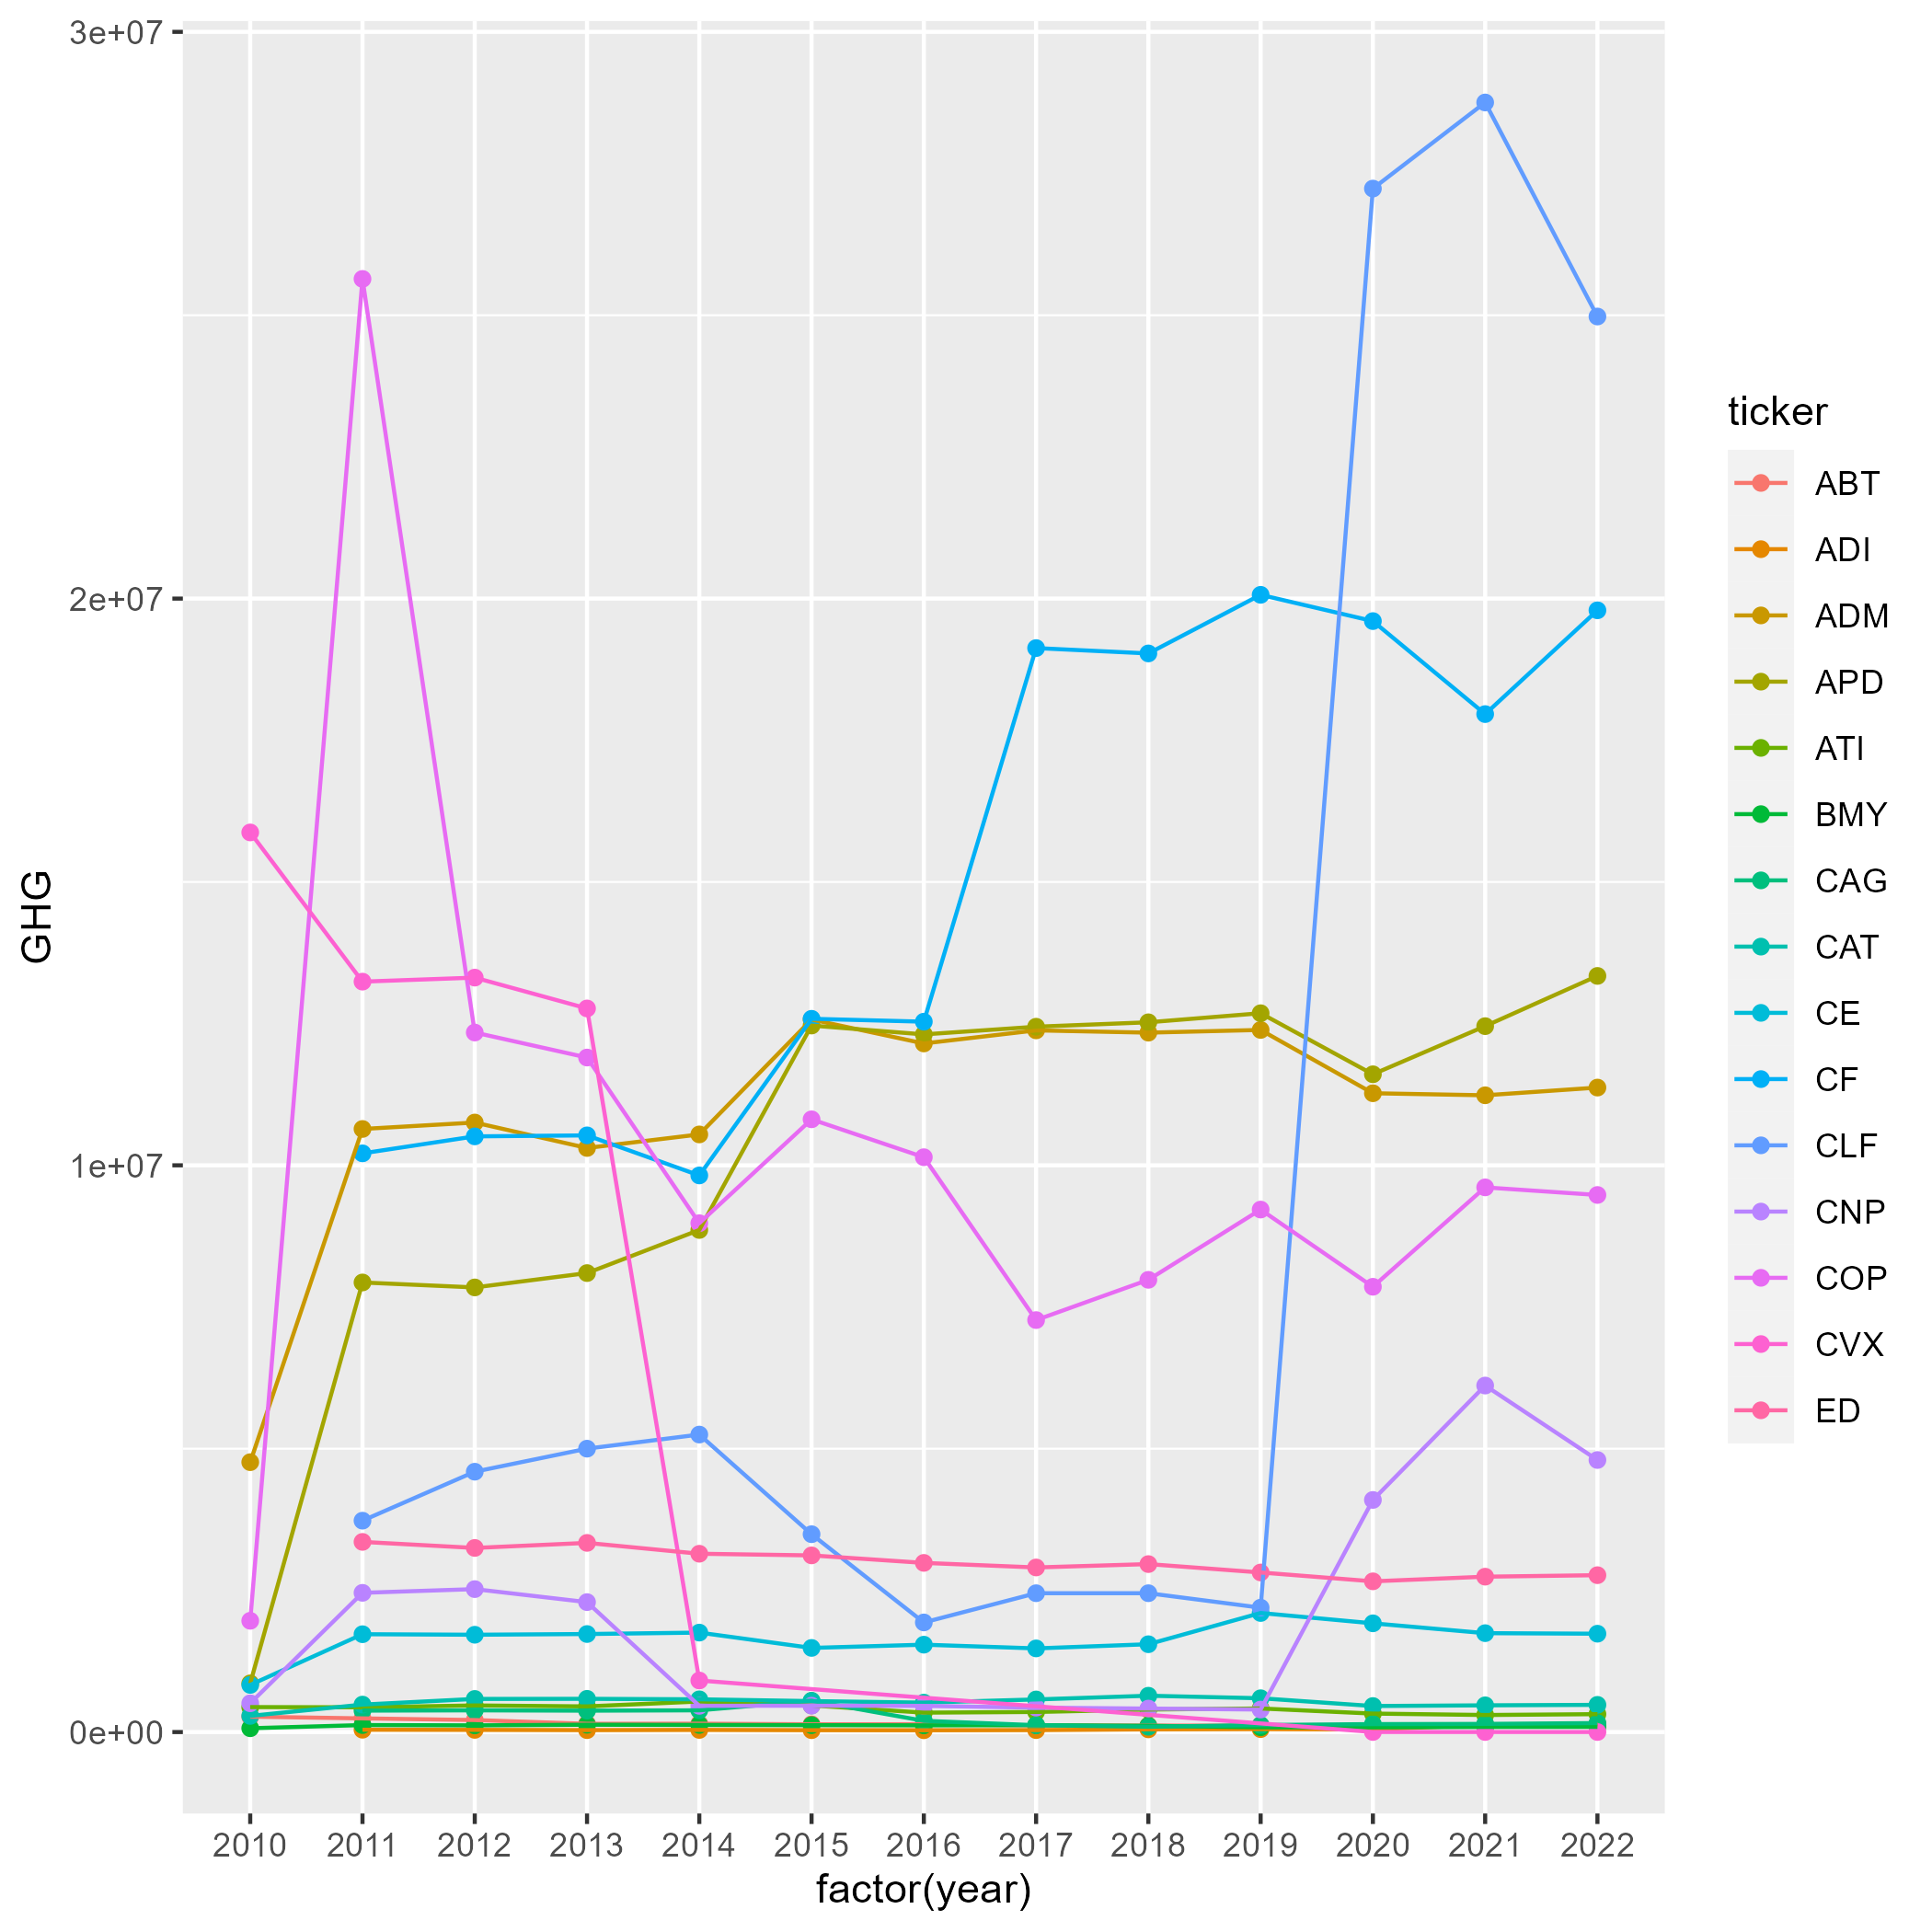 3e+07
2e+07
1e+07
0e+00
GHG
2010 2011 2012 2013 2014 2015 2016 2017 2018 2019 2020 2021 2022
factor(year)
ticker
ABT
ADI
ADM
APD
ATI
BMY
CAG
CAT
CE
CF
CLF
CNP
COP
CVX
ED